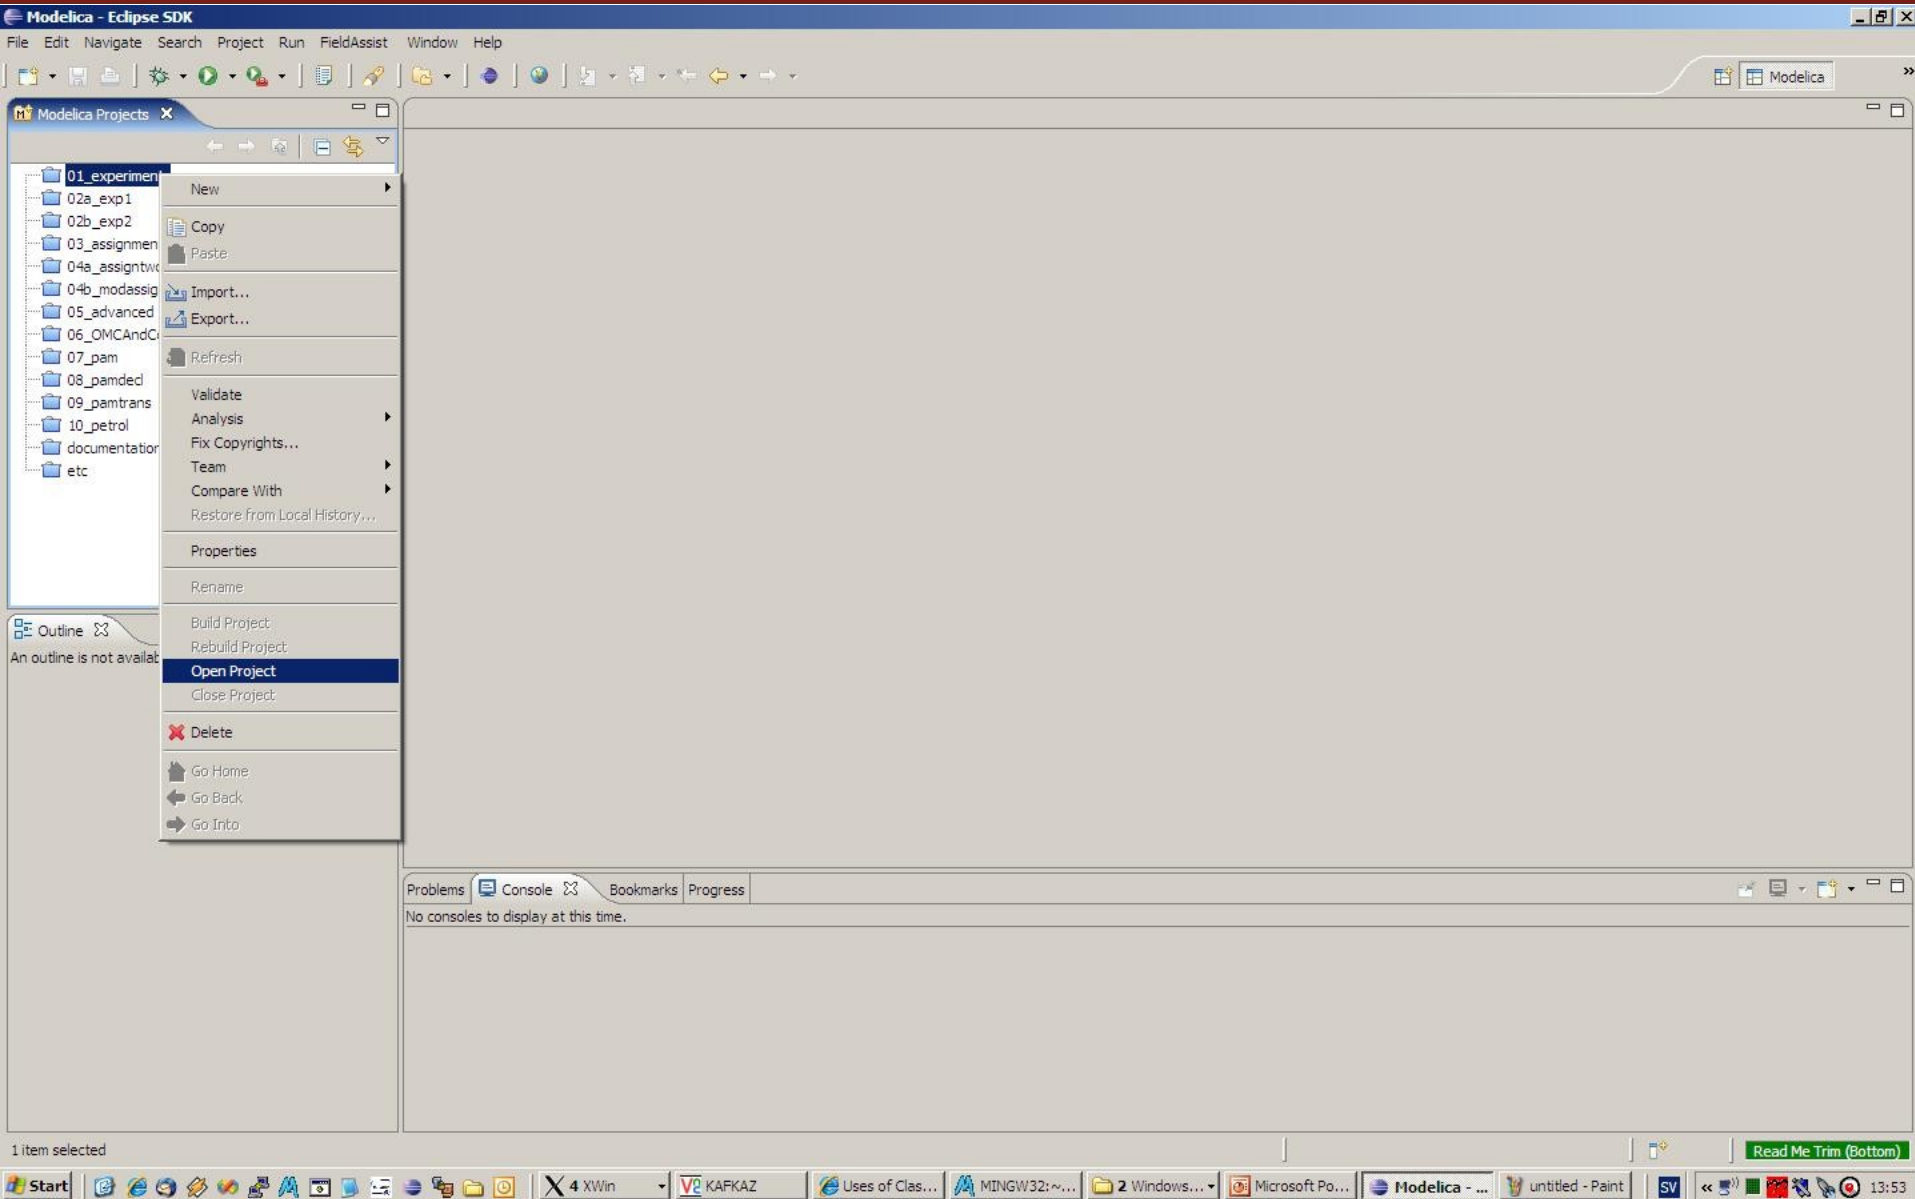 Modelica - Eclipse SDK
File Edit Navigate Search Project Run FieldAssist Window Help
Modelica
Modelica Projects
01_experiment
02a_exp1
02b_exp2
03_assignmen
04a_assigntwo
04b_modassig
05_advanced
06_OMCAndCo
07_pam
08_pamdecl
09_pamtrans
10_petrol
documentation
etc
New
Copy
Paste
Import...
Export...
Refresh
Validate
Analysis
Fix Copyrights...
Team
Compare With
Restore from Local History...
Properties
Rename
Build Project
Rebuild Project
Open Project
Close Project
Delete
Go Home
Go Back
Go Into
Outline
An outline is not availab
Problems Console Bookmarks Progress
No consoles to display at this time.
1 item selected
Read Me Trim (Bottom)
Start 4 XWin KAFKAZ Uses of Clas... MINGW32:~... 2 Windows... Microsoft Po... Modelica - ... untitled - Paint SV 13:53